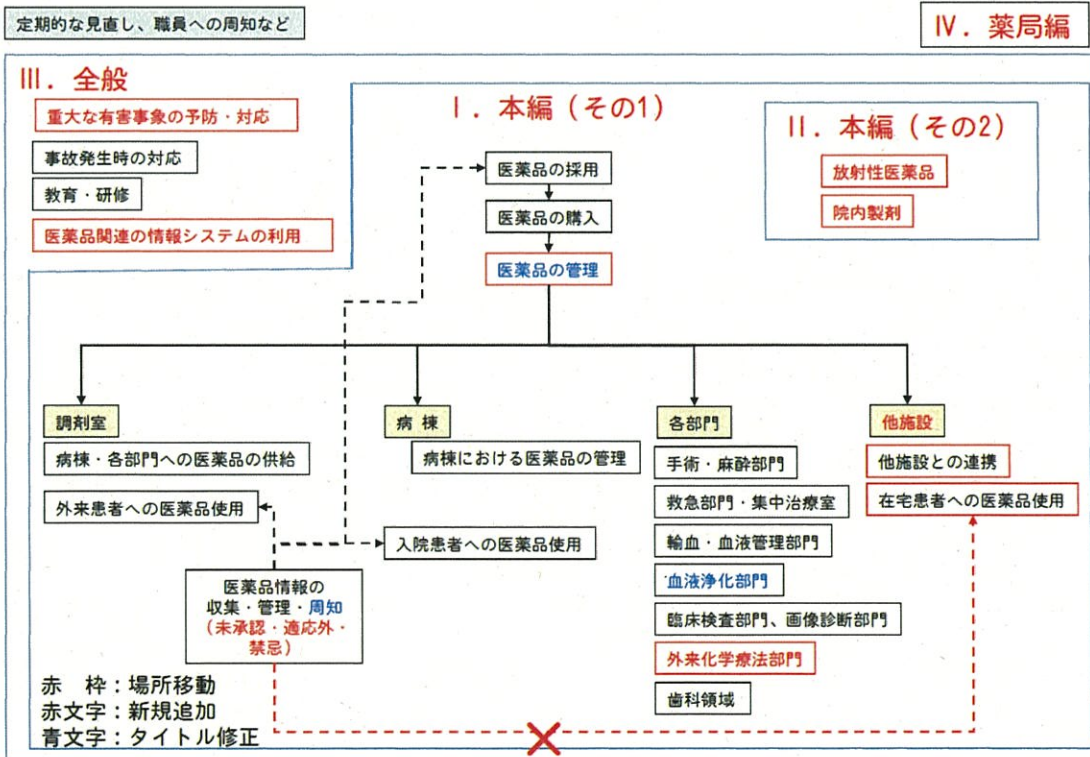 定期的な見直し、職員への周知など
IV. 薬局編
III. 全般
重大な有害事象の予防・対応
事故発生時の対応
教育・研修
医薬品関連の情報システムの利用
I. 本編（その1）
医薬品の採用
医薬品の購入
医薬品の管理
II. 本編（その2）
放射性医薬品
院内製剤
調剤室
病棟・各部門への医薬品の供給
外来患者への医薬品使用
病 棟
病棟における医薬品の管理
入院患者への医薬品使用
各部門
手術・麻酔部門
救急部門・集中治療室
輸血・血液管理部門
血液浄化部門
臨床検査部門、画像診断部門
外来化学療法部門
歯科領域
他施設
他施設との連携
在宅患者への医薬品使用
医薬品情報の
収集・管理・周知
（未承認・適応外・
禁忌）
赤 枠：場所移動
赤文字：新規追加
青文字：タイトル修正